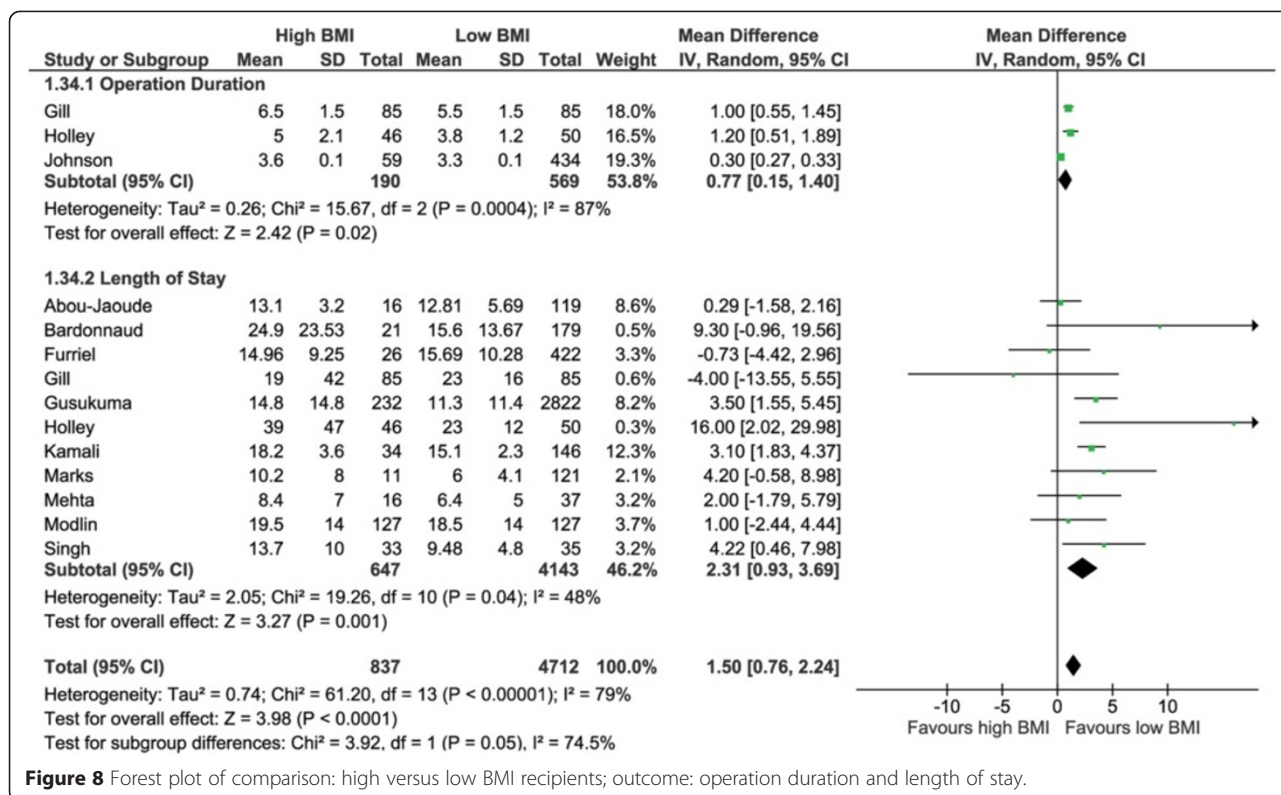 High BMI Low BMI Mean Difference Mean Difference
Study or Subgroup Mean SD Total Mean SD Total Weight IV, Random, 95% CI IV, Random, 95% CI
1.34.1 Operation Duration
Gill 6.5 1.5 85 5.5 1.5 85 18.0% 1.00 [0.55, 1.45]
Holley 5 2.1 46 3.8 1.2 50 16.5% 1.20 [0.51, 1.89]
Johnson 3.6 0.1 59 3.3 0.1 434 19.3% 0.30 [0.27, 0.33]
Subtotal (95% CI) 190 569 53.8% 0.77 [0.15, 1.40]
Heterogeneity: Tau² = 0.26; Chi² = 15.67, df = 2 (P = 0.0004); I² = 87%
Test for overall effect: Z = 2.42 (P = 0.02)
1.34.2 Length of Stay
Abou-Jaoude 13.1 3.2 16 12.81 5.69 119 8.6% 0.29 [-1.58, 2.16]
Bardonnaud 24.9 23.53 21 15.6 13.67 179 0.5% 9.30 [-0.96, 19.56]
Furriel 14.96 9.25 26 15.69 10.28 422 3.3% -0.73 [-4.42, 2.96]
Gill 19 42 85 23 16 85 0.6% -4.00 [-13.55, 5.55]
Gusukuma 14.8 14.8 232 11.3 11.4 2822 8.2% 3.50 [1.55, 5.45]
Holley 39 47 46 23 12 50 0.3% 16.00 [2.02, 29.98]
Kamali 18.2 3.6 34 15.1 2.3 146 12.3% 3.10 [1.83, 4.37]
Marks 10.2 8 11 6 4.1 121 2.1% 4.20 [-0.58, 8.98]
Mehta 8.4 7 16 6.4 5 37 3.2% 2.00 [-1.79, 5.79]
Modlin 19.5 14 127 18.5 14 127 3.7% 1.00 [-2.44, 4.44]
Singh 13.7 10 33 9.48 4.8 35 3.2% 4.22 [0.46, 7.98]
Subtotal (95% CI) 647 4143 46.2% 2.31 [0.93, 3.69]
Heterogeneity: Tau² = 2.05; Chi² = 19.26, df = 10 (P = 0.04); I² = 48%
Test for overall effect: Z = 3.27 (P = 0.001)
Total (95% CI) 837 4712 100.0% 1.50 [0.76, 2.24]
Heterogeneity: Tau² = 0.74; Chi² = 61.20, df = 13 (P < 0.00001); I² = 79%
Test for overall effect: Z = 3.98 (P < 0.0001)
Test for subgroup differences: Chi² = 3.92, df = 1 (P = 0.05), I² = 74.5%
-10 -5 0 5 10
Favours high BMI Favours low BMI
Figure 8 Forest plot of comparison: high versus low BMI recipients; outcome: operation duration and length of stay.